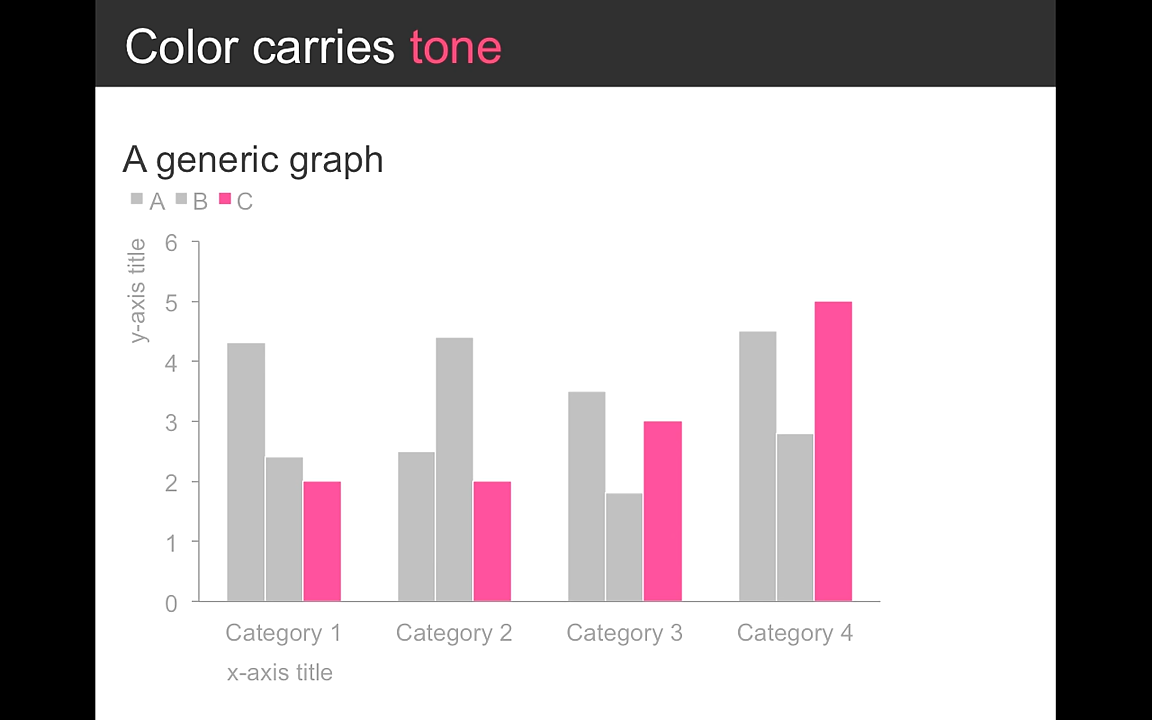 Color carries tone
A generic graph
A B C
y-axis title
6
5
4
3
2
1
0
Category 1 Category 2 Category 3 Category 4
x-axis title